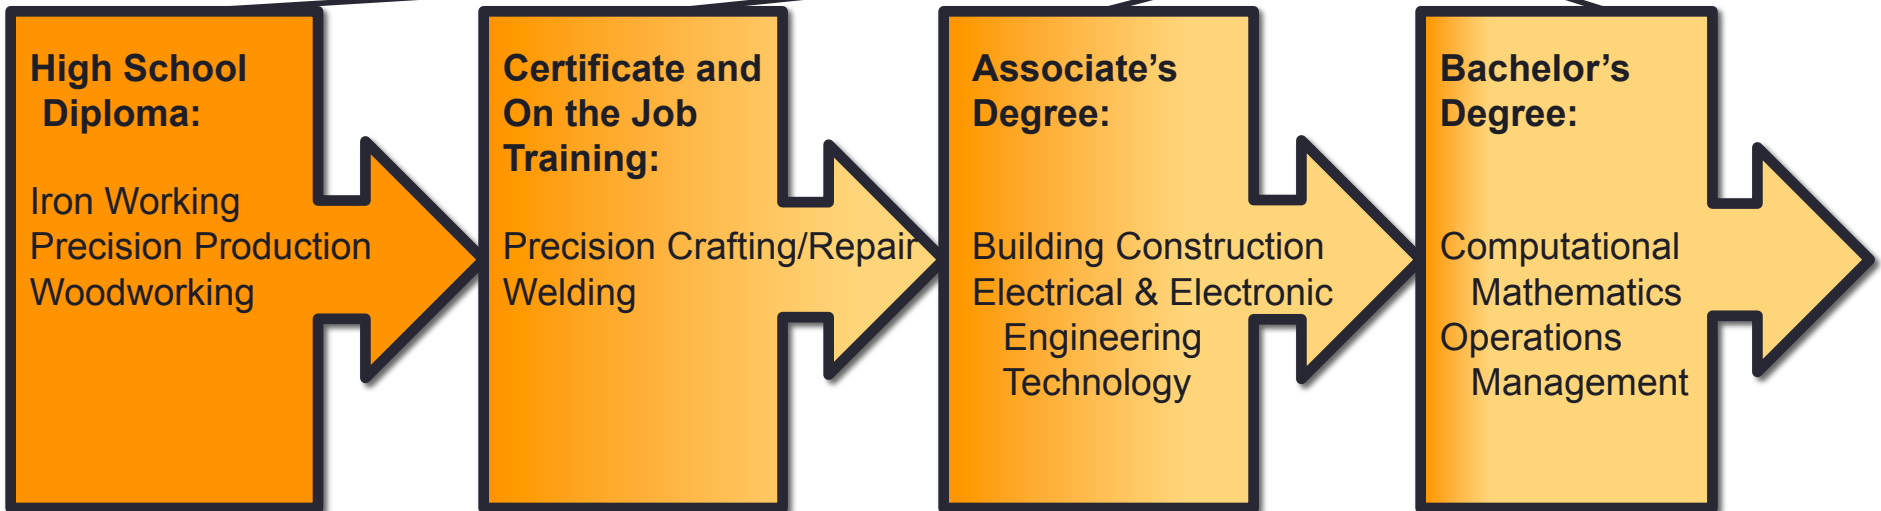 High School
Diploma:
Iron Working
Precision Production
Woodworking
Certificate and
On the Job
Training:
Precision Crafting/Repair
Welding
Associate’s
Degree:
Building Construction
Electrical & Electronic
Engineering
Technology
Bachelor’s
Degree:
Computational
Mathematics
Operations
Management